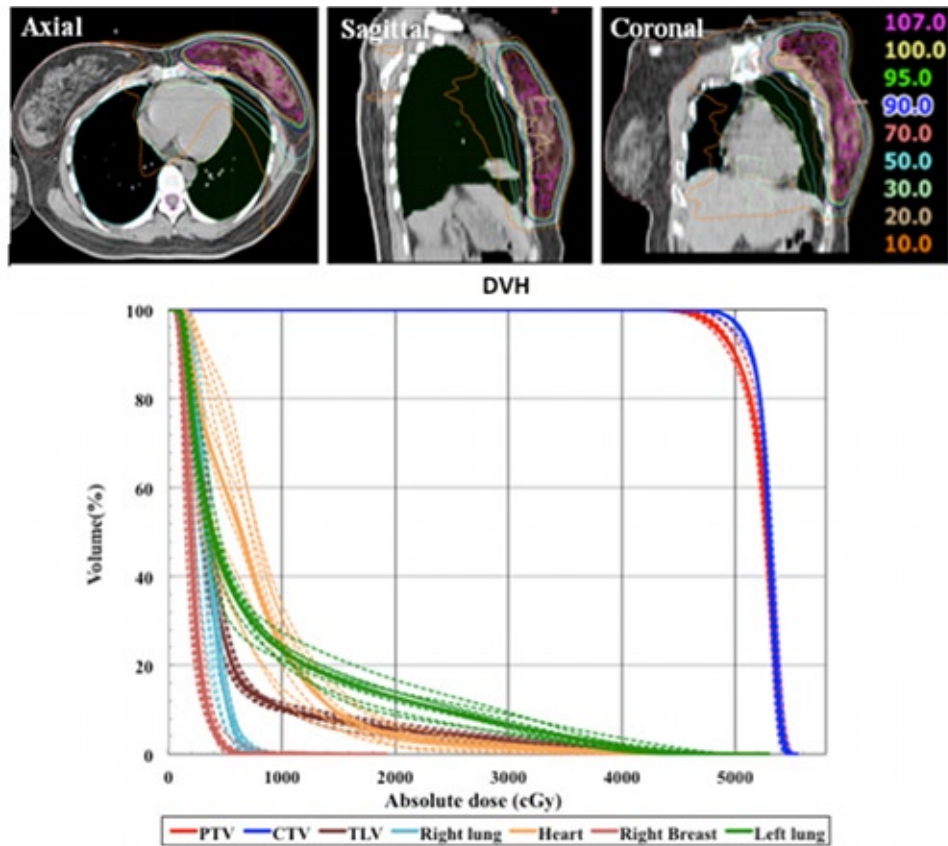 Axial
Sagittal
Coronal
107.0
100.0
95.0
90.0
70.0
50.0
30.0
20.0
10.0
DVH
100
80
60
40
20
0
Volume(%)
0 1000 2000 3000 4000 5000
Absolute dose (cGy)
PTV CTV TLV Right lung Heart Right Breast Left lung